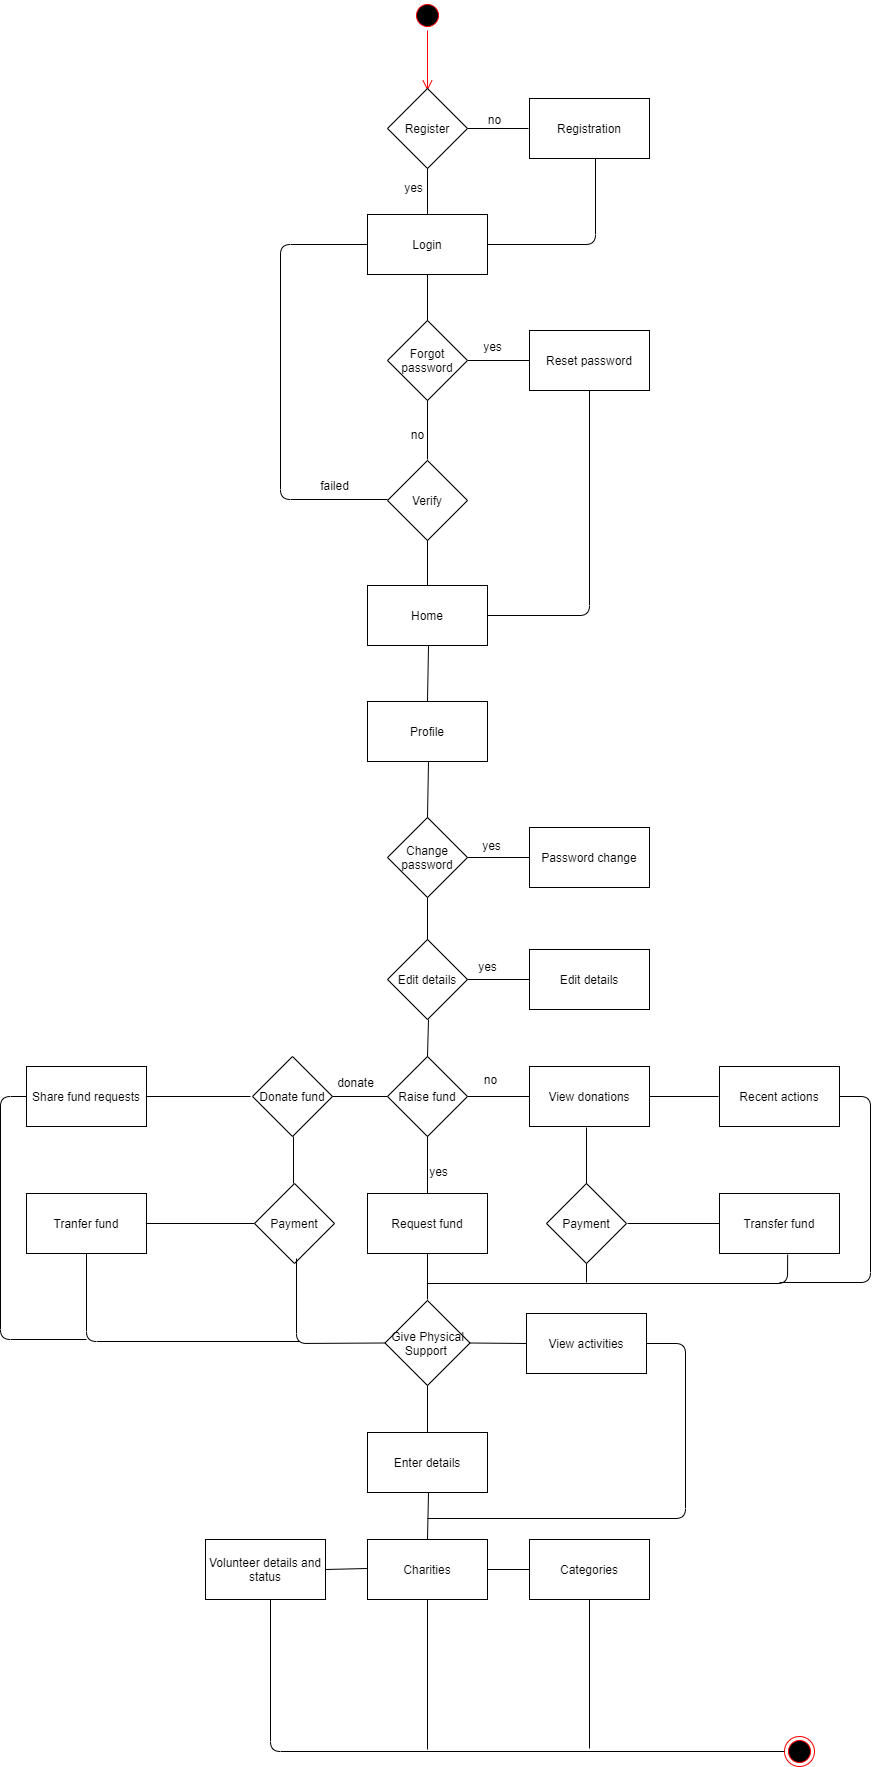 Register
no
Registration
yes
Login
Forgot
password
yes
Reset password
no
failed
Verify
Home
Profile
Change
password
yes
Password change
Edit details
yes
Edit details
Share fund requests
Donate fund
donate
Raise fund
no
View donations
Recent actions
yes
Tranfer fund
Payment
Request fund
Payment
Transfer fund
Give Physical
Support
View activities
Enter details
Volunteer details and
status
Charities
Categories